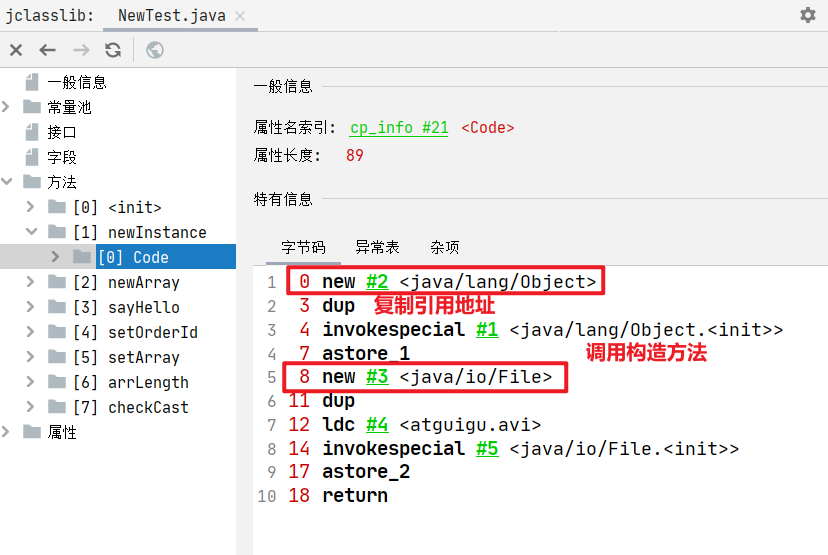 jclasslib: NewTest.java
一般信息
常量池
接口
字段
方法
[0] <init>
[1] newInstance
[0] Code
[2] newArray
[3] sayHello
[4] setOrderId
[5] setArray
[6] arrLength
[7] checkCast
属性
一般信息
属性名索引: cp_info #21 <Code>
属性长度: 89
特有信息
字节码 异常表 杂项
1 0 new #2 <java/lang/Object>
2 3 dup 复制引用地址
3 4 invokespecial #1 <java/lang/Object.<init>>
4 7 astore_1 调用构造方法
5 8 new #3 <java/io/File>
6 11 dup
7 12 ldc #4 <atguigu.avi>
8 14 invokespecial #5 <java/io/File.<init>>
9 17 astore_2
10 18 return